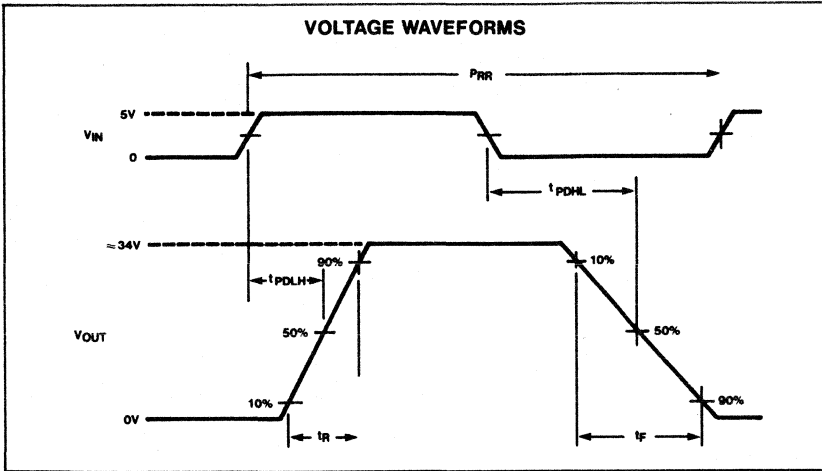 VOLTAGE WAVEFORMS
PRR
5V
VIN
0
tPDHL
≈34V
90%
tPDLH
10%
50%
50%
VOUT
10%
90%
0V
tR
tF